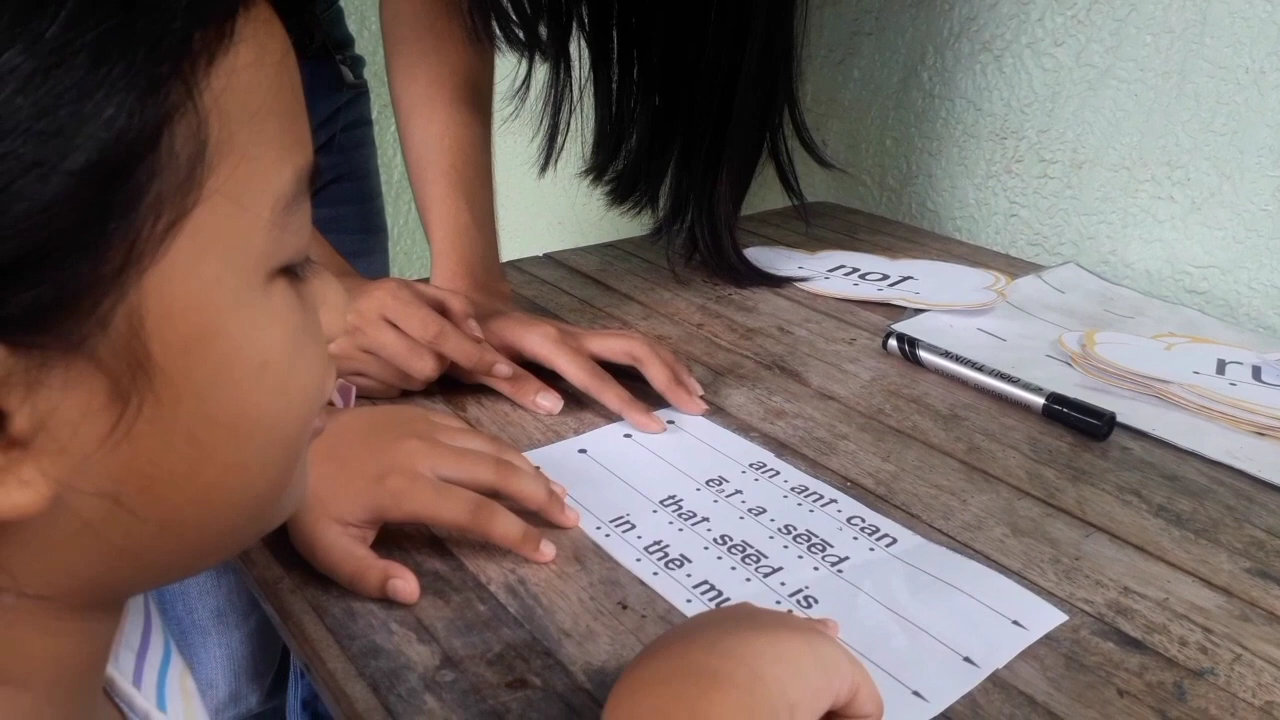 not
an ant can
ēat a sēēd.
that sēēd is
in thē
THINK